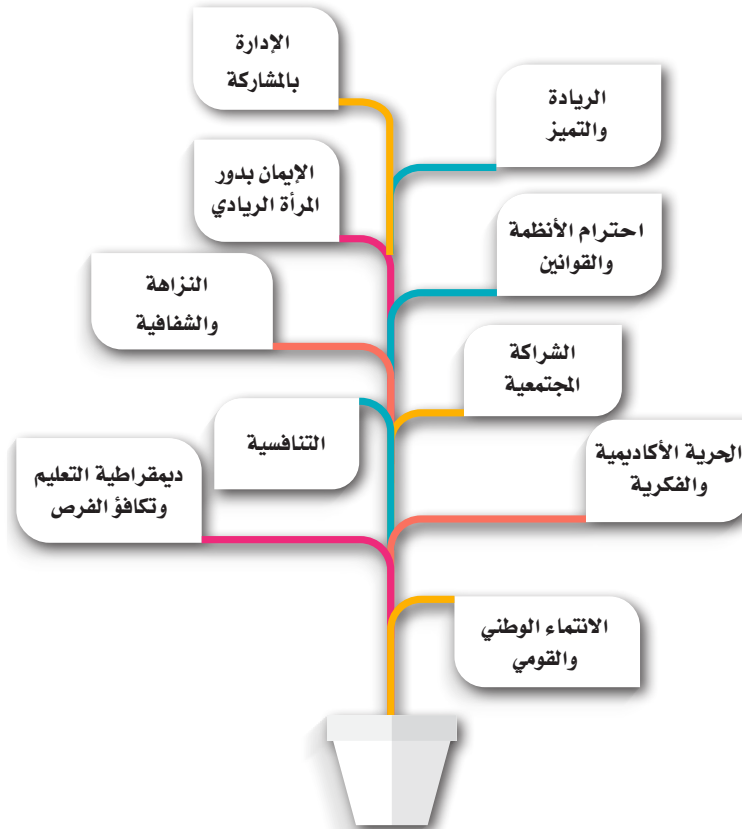 الإدارة
بالمشاركة
الريادة
والتميز
الإيمان بدور
المرأة الريادي
احترام الأنظمة
والقوانين
النزاهة
والشفافية
الشراكة
المجتمعية
التنافسية
الحرية الأكاديمية
والفكرية
ديمقراطية التعليم
وتكافؤ الفرص
الانتماء الوطني
والقومي